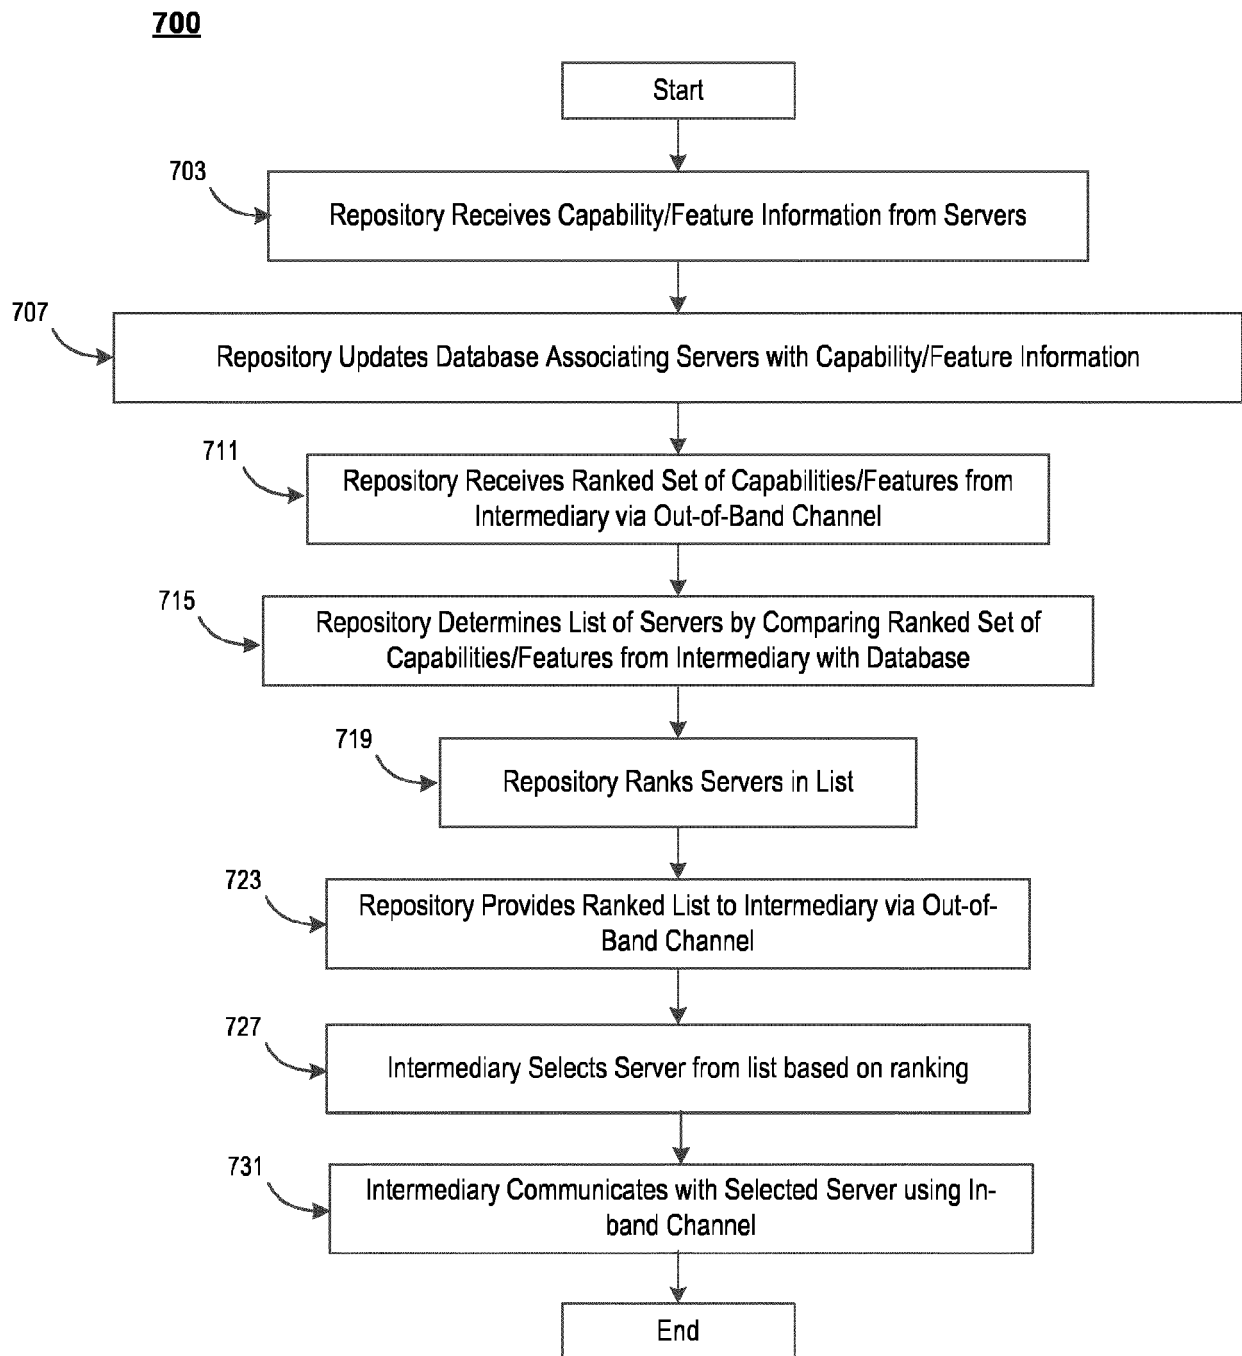 700
Start
703
Repository Receives Capability/Feature Information from Servers
707
Repository Updates Database Associating Servers with Capability/Feature Information
711
Repository Receives Ranked Set of Capabilities/Features from
Intermediary via Out-of-Band Channel
715
Repository Determines List of Servers by Comparing Ranked Set of
Capabilities/Features from Intermediary with Database
719
Repository Ranks Servers in List
723
Repository Provides Ranked List to Intermediary via Out-of-
Band Channel
727
Intermediary Selects Server from list based on ranking
731
Intermediary Communicates with Selected Server using In-
band Channel
End